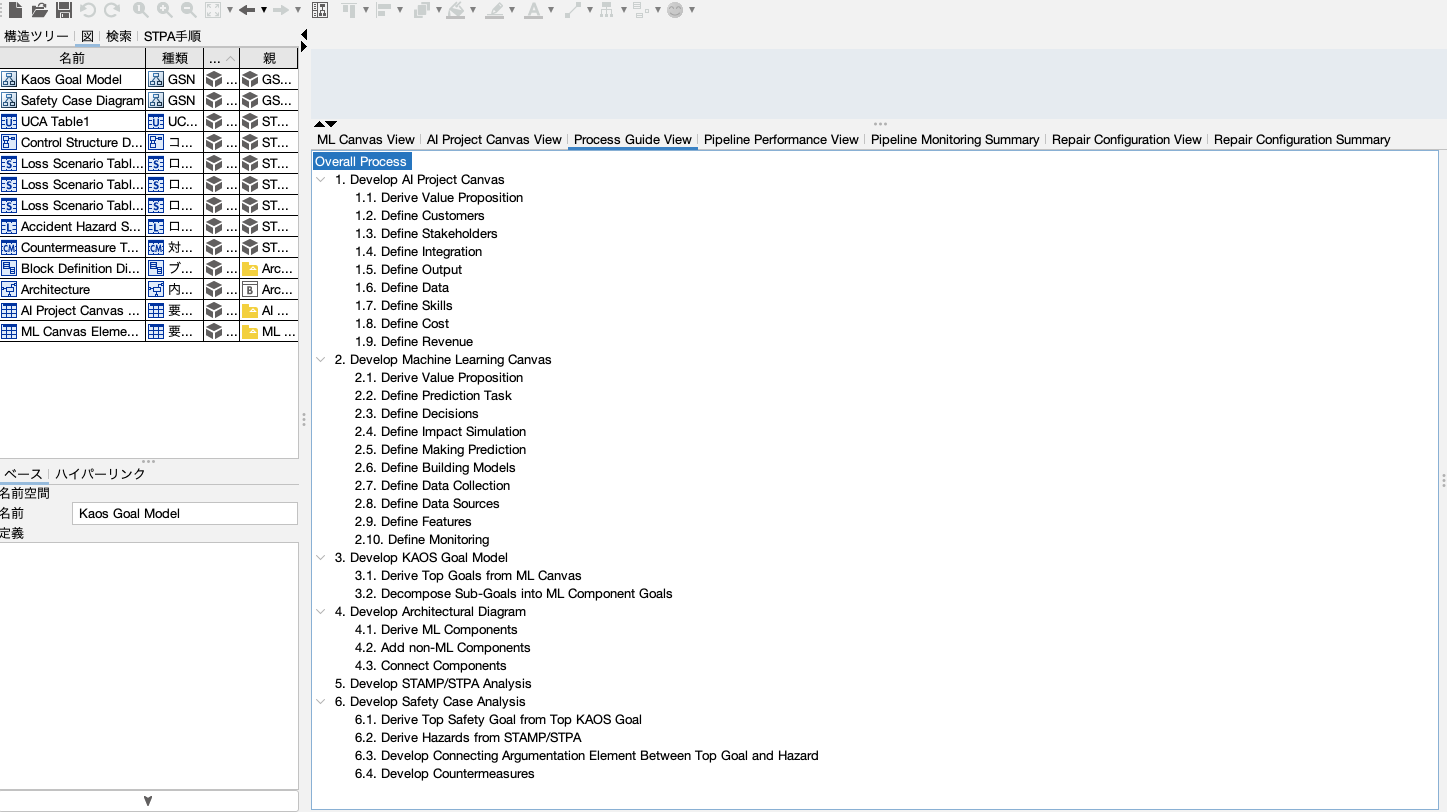 構造ツリー 図 検索 STPA手順
名前 種類 ... 親
Kaos Goal Model GSN ... GS...
Safety Case Diagram GSN ... GS...
UCA Table1 UC... ... ST...
Control Structure D... コ... ... ST...
Loss Scenario Tabl... ロ... ... ST...
Loss Scenario Tabl... ロ... ... ST...
Loss Scenario Tabl... ロ... ... ST...
Accident Hazard S... ロ... ... ST...
Countermeasure T... 対... ... ST...
Block Definition Di... ブ... ... Arc...
Architecture 内... ... Arc...
AI Project Canvas ... 要... ... AI ...
ML Canvas Eleme... 要... ... ML ...
ベース ハイパーリンク
名前空間
名前 Kaos Goal Model
定義
ML Canvas View AI Project Canvas View Process Guide View Pipeline Performance View Pipeline Monitoring Summary Repair Configuration View Repair Configuration Summary
Overall Process
1. Develop AI Project Canvas
1.1. Derive Value Proposition
1.2. Define Customers
1.3. Define Stakeholders
1.4. Define Integration
1.5. Define Output
1.6. Define Data
1.7. Define Skills
1.8. Define Cost
1.9. Define Revenue
2. Develop Machine Learning Canvas
2.1. Derive Value Proposition
2.2. Define Prediction Task
2.3. Define Decisions
2.4. Define Impact Simulation
2.5. Define Making Prediction
2.6. Define Building Models
2.7. Define Data Collection
2.8. Define Data Sources
2.9. Define Features
2.10. Define Monitoring
3. Develop KAOS Goal Model
3.1. Derive Top Goals from ML Canvas
3.2. Decompose Sub-Goals into ML Component Goals
4. Develop Architectural Diagram
4.1. Derive ML Components
4.2. Add non-ML Components
4.3. Connect Components
5. Develop STAMP/STPA Analysis
6. Develop Safety Case Analysis
6.1. Derive Top Safety Goal from Top KAOS Goal
6.2. Derive Hazards from STAMP/STPA
6.3. Develop Connecting Argumentation Element Between Top Goal and Hazard
6.4. Develop Countermeasures